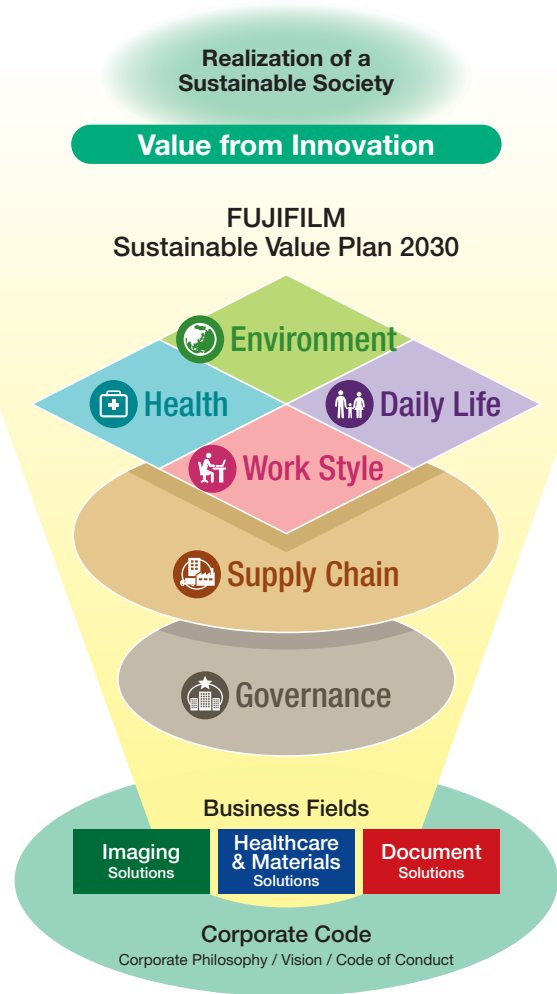 Realization of a
Sustainable Society
Value from Innovation
FUJIFILM
Sustainable Value Plan 2030
Environment
Health
Daily Life
Work Style
Supply Chain
Governance
Business Fields
Imaging
Solutions
Healthcare
& Materials
Solutions
Document
Solutions
Corporate Code
Corporate Philosophy / Vision / Code of Conduct